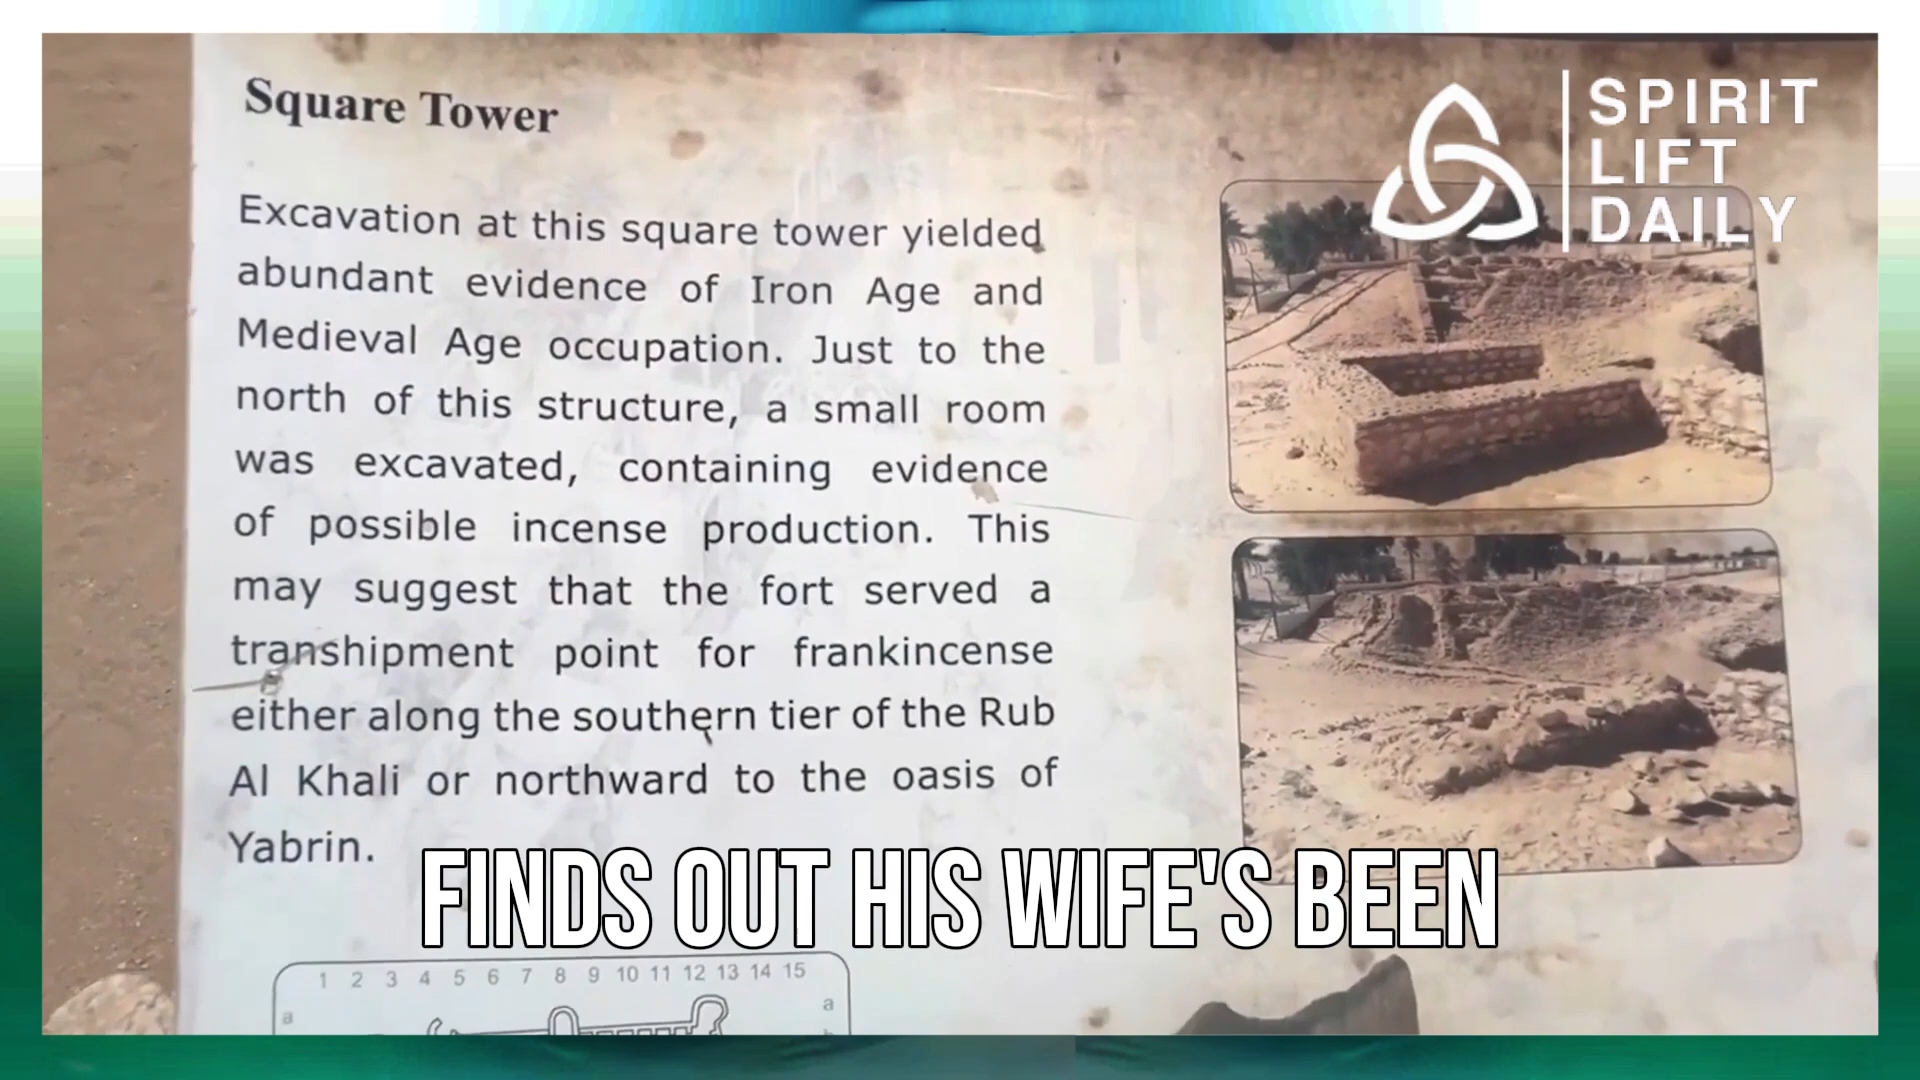 Square Tower
SPIRIT
LIFT
DAILY
Excavation at this square tower yielded
abundant evidence of Iron Age and
Medieval Age occupation. Just to the
north of this structure, a small room
was excavated, containing evidence
of possible incense production. This
may suggest that the fort served a
transhipment point for frankincense
either along the southern tier of the Rub
Al Khali or northward to the oasis of
Yabrin.
FINDS OUT HIS WIFE'S BEEN
1 2 3 4 5 6 7 8 9 10 11 12 13 14 15
a a